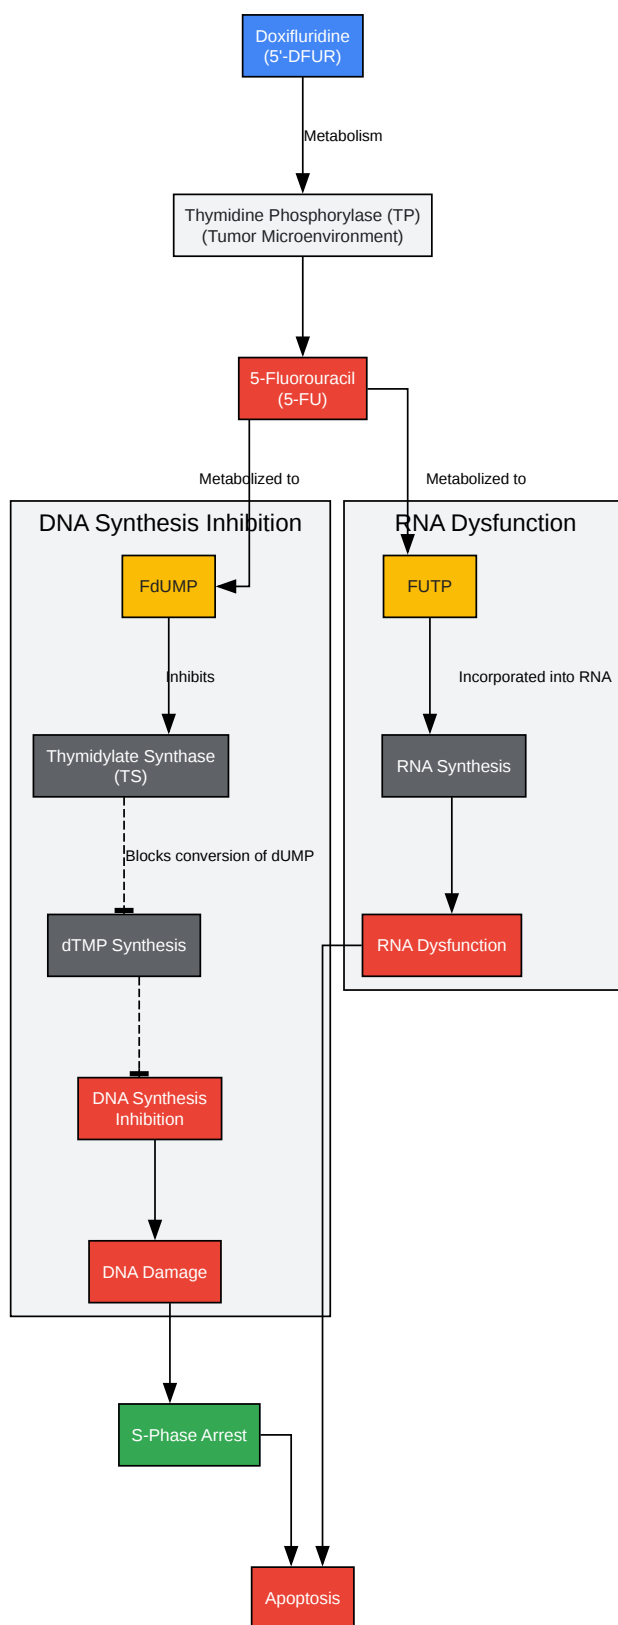 Doxifluridine
(5'-DFUR)
Metabolism
Thymidine Phosphorylase (TP)
(Tumor Microenvironment)
5-Fluorouracil
(5-FU)
Metabolized to
Metabolized to
DNA Synthesis Inhibition
RNA Dysfunction
FdUMP
FUTP
Inhibits
Incorporated into RNA
Thymidylate Synthase
(TS)
RNA Synthesis
Blocks conversion of dUMP
dTMP Synthesis
RNA Dysfunction
DNA Synthesis
Inhibition
DNA Damage
S-Phase Arrest
Apoptosis